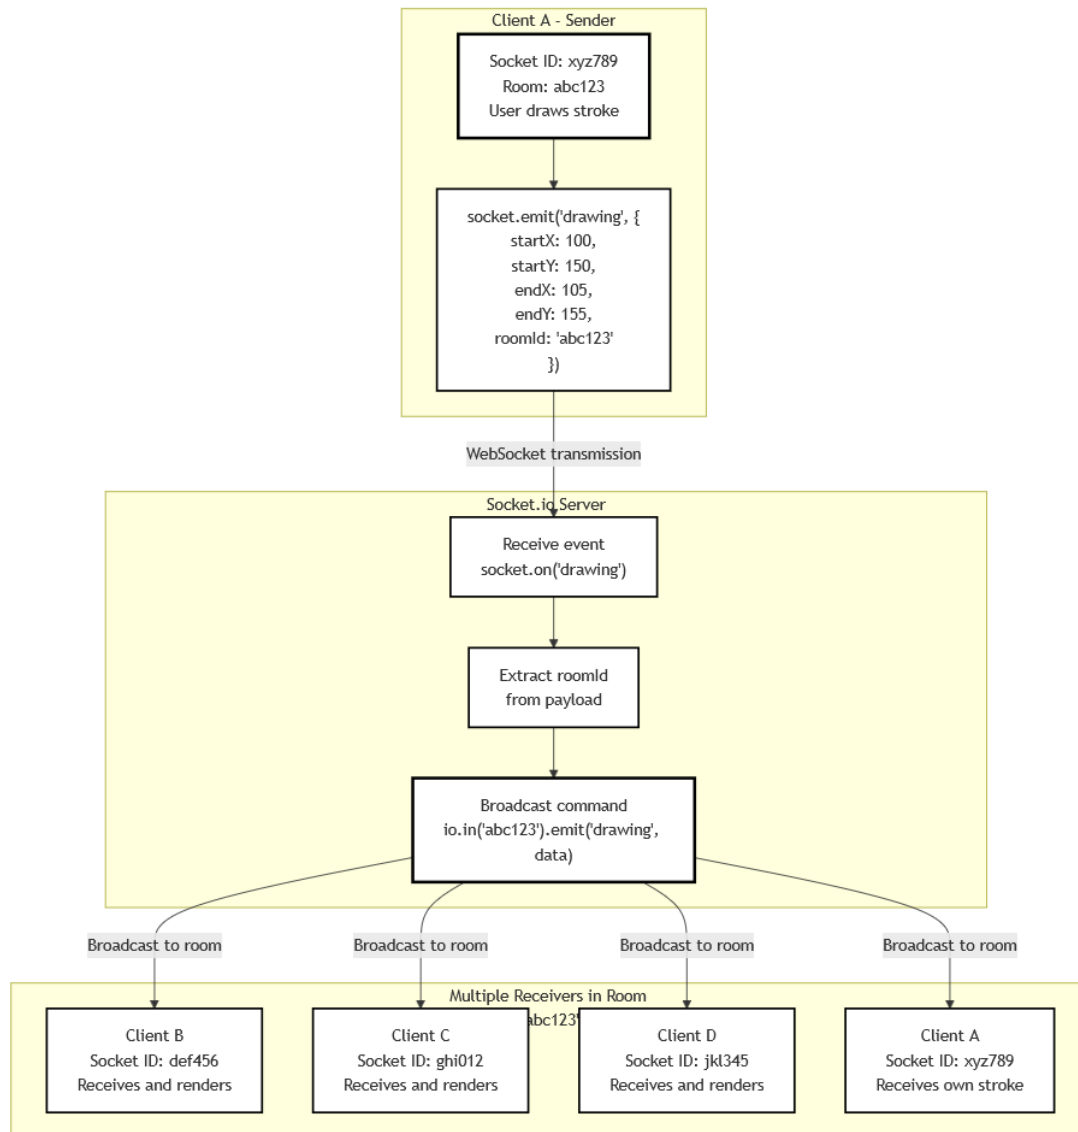 Client A - Sender
Socket ID: xyz789
Room: abc123
User draws stroke
socket.emit('drawing', {
startX: 100,
startY: 150,
endX: 105,
endY: 155,
roomId: 'abc123'
})
WebSocket transmission
Socket.io Server
Receive event
socket.on('drawing')
Extract roomId
from payload
Broadcast command
io.in('abc123').emit('drawing',
data)
Broadcast to room
Broadcast to room
Broadcast to room
Broadcast to room
Multiple Receivers in Room
abc123'
Client B
Socket ID: def456
Receives and renders
Client C
Socket ID: ghi012
Receives and renders
Client D
Socket ID: jkl345
Receives and renders
Client A
Socket ID: xyz789
Receives own stroke